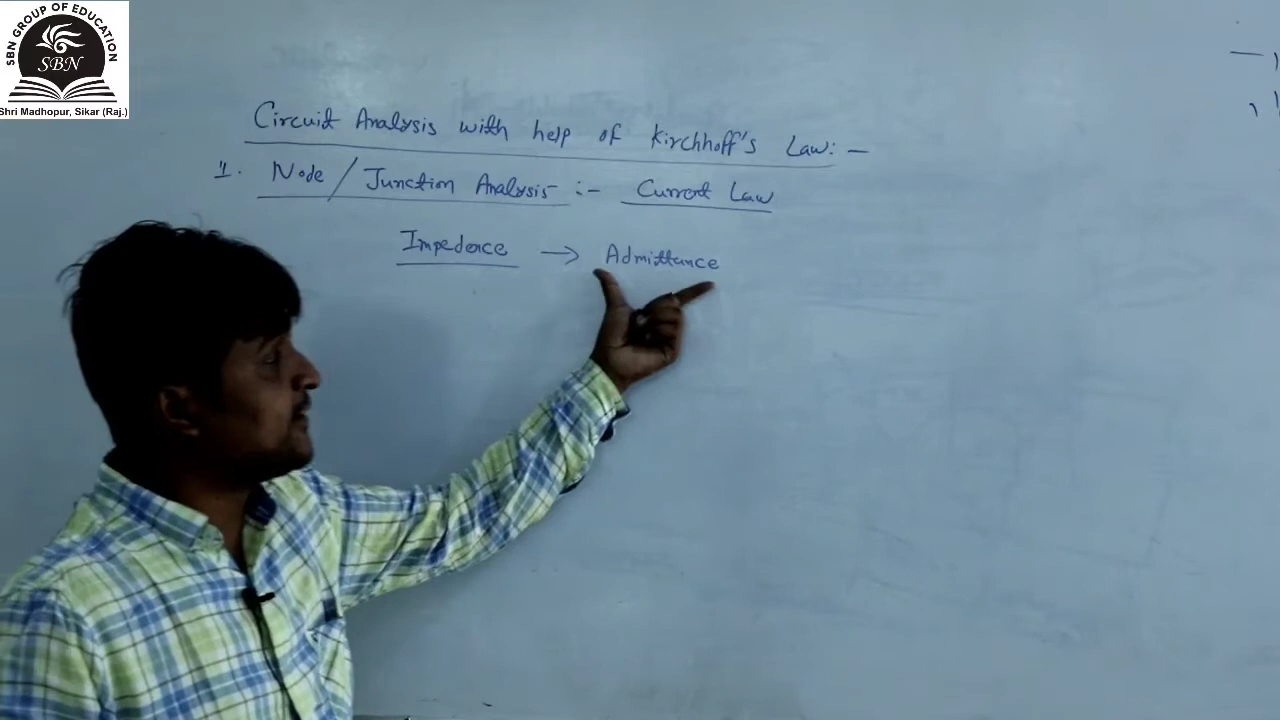 SBN GROUP OF EDUCATION
SBN
Shri Madhopur, Sikar (Raj.)
Circuit Analysis with help of Kirchhoff's Law: -
1. Node / Junction Analysis :- Current Law
Impedence → Admittance